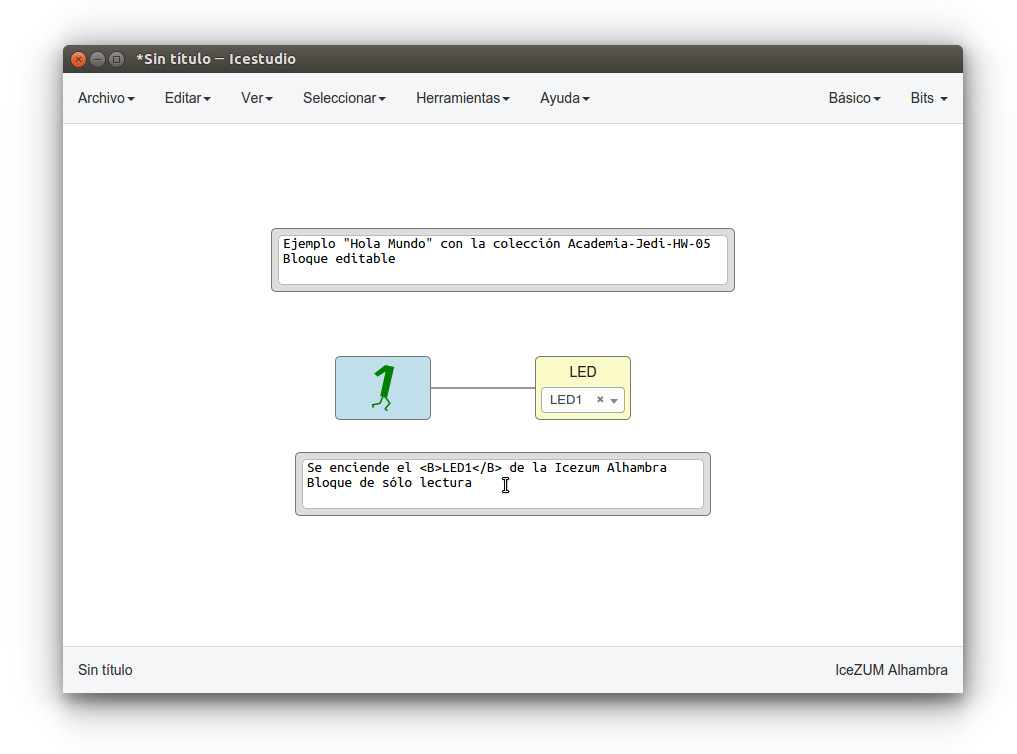 *Sin título — Icestudio
Archivo Editar Ver Seleccionar Herramientas Ayuda Básico Bits
Ejemplo "Hola Mundo" con la colección Academia-Jedi-HW-05
Bloque editable
1
LED
LED1
Se enciende el <B>LED1</B> de la Icezum Alhambra
Bloque de sólo lectura
Sin título IceZUM Alhambra